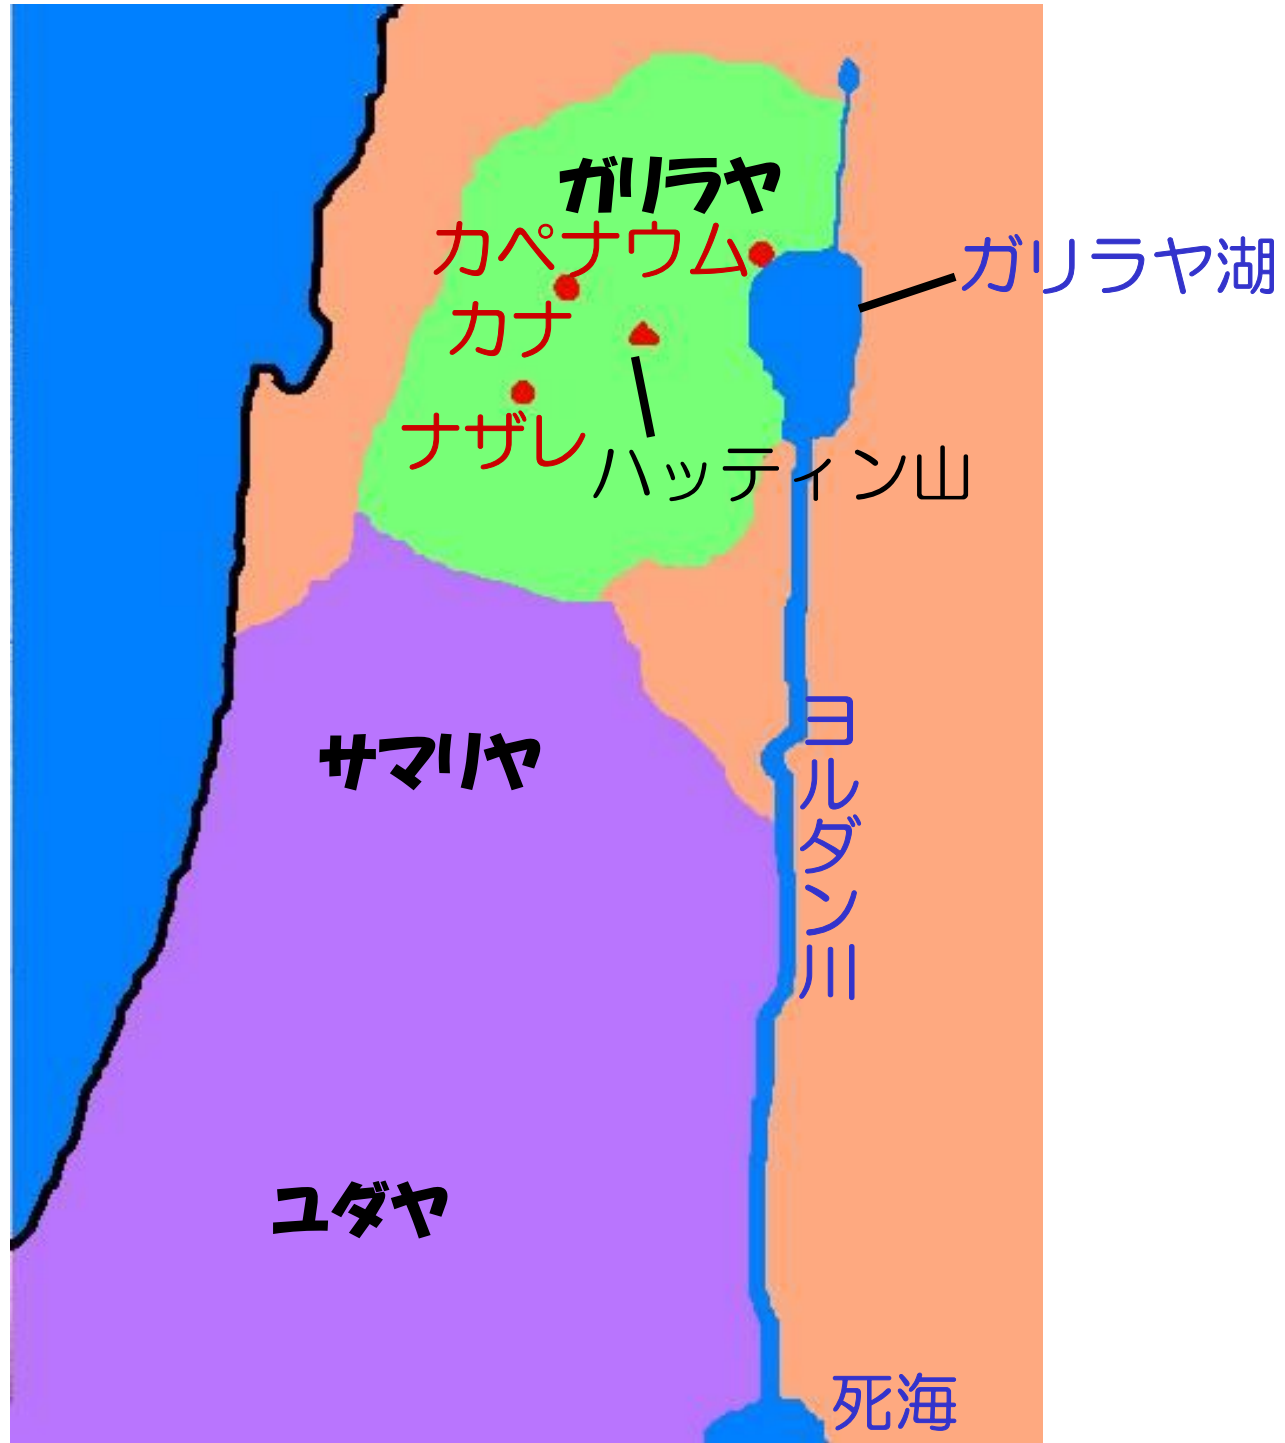 ガリラヤ
カペナウム
ガリラヤ湖
カナ
ナザレ
ハッティン山
サマリヤ
ヨルダン川
ユダヤ
死海